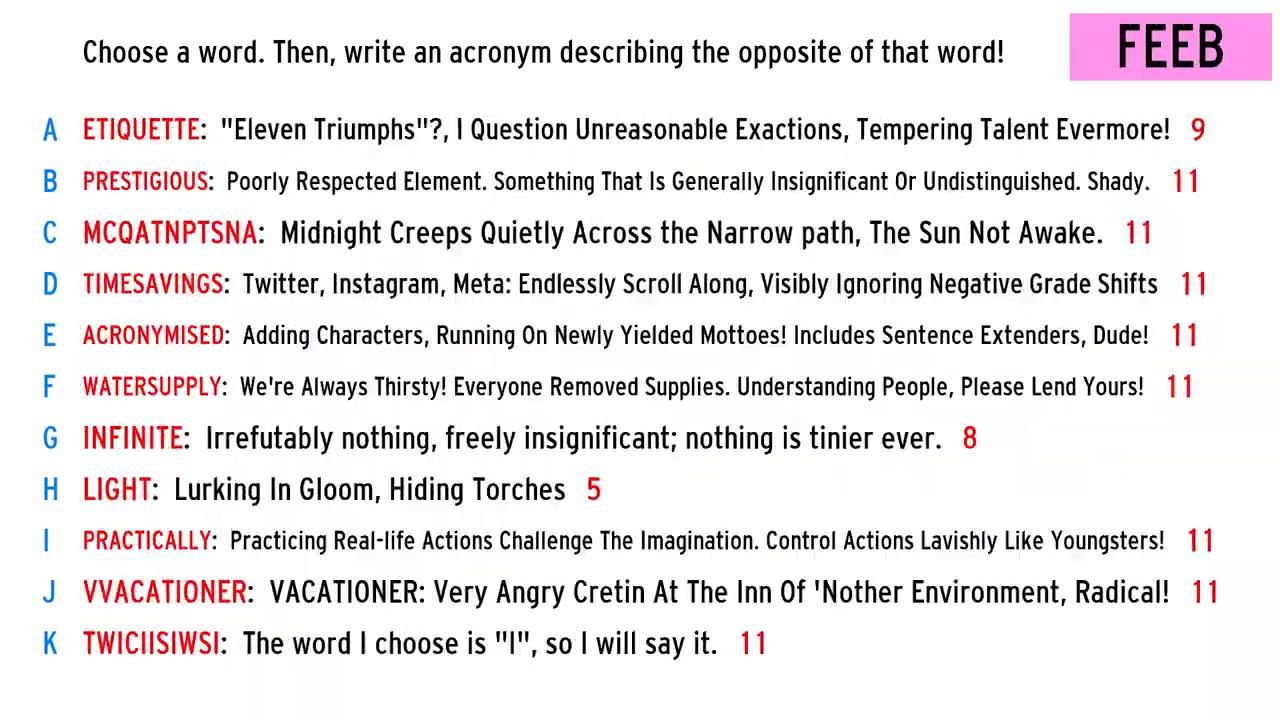 Choose a word. Then, write an acronym describing the opposite of that word!
FEEB
A ETIQUETTE: "Eleven Triumphs"?, I Question Unreasonable Exactions, Tempering Talent Evermore! 9
B PRESTIGIOUS: Poorly Respected Element. Something That Is Generally Insignificant Or Undistinguished. Shady. 11
C MCQATNPTSNA: Midnight Creeps Quietly Across the Narrow path, The Sun Not Awake. 11
D TIMESAVINGS: Twitter, Instagram, Meta: Endlessly Scroll Along, Visibly Ignoring Negative Grade Shifts 11
E ACRONYMISED: Adding Characters, Running On Newly Yielded Mottoes! Includes Sentence Extenders, Dude! 11
F WATERSUPPLY: We're Always Thirsty! Everyone Removed Supplies. Understanding People, Please Lend Yours! 11
G INFINITE: Irrefutably nothing, freely insignificant; nothing is tinier ever. 8
H LIGHT: Lurking In Gloom, Hiding Torches 5
I PRACTICALLY: Practicing Real-life Actions Challenge The Imagination. Control Actions Lavishly Like Youngsters! 11
J VVACATIONER: VACATIONER: Very Angry Cretin At The Inn Of 'Nother Environment, Radical! 11
K TWICIISIWSI: The word I choose is "I", so I will say it. 11